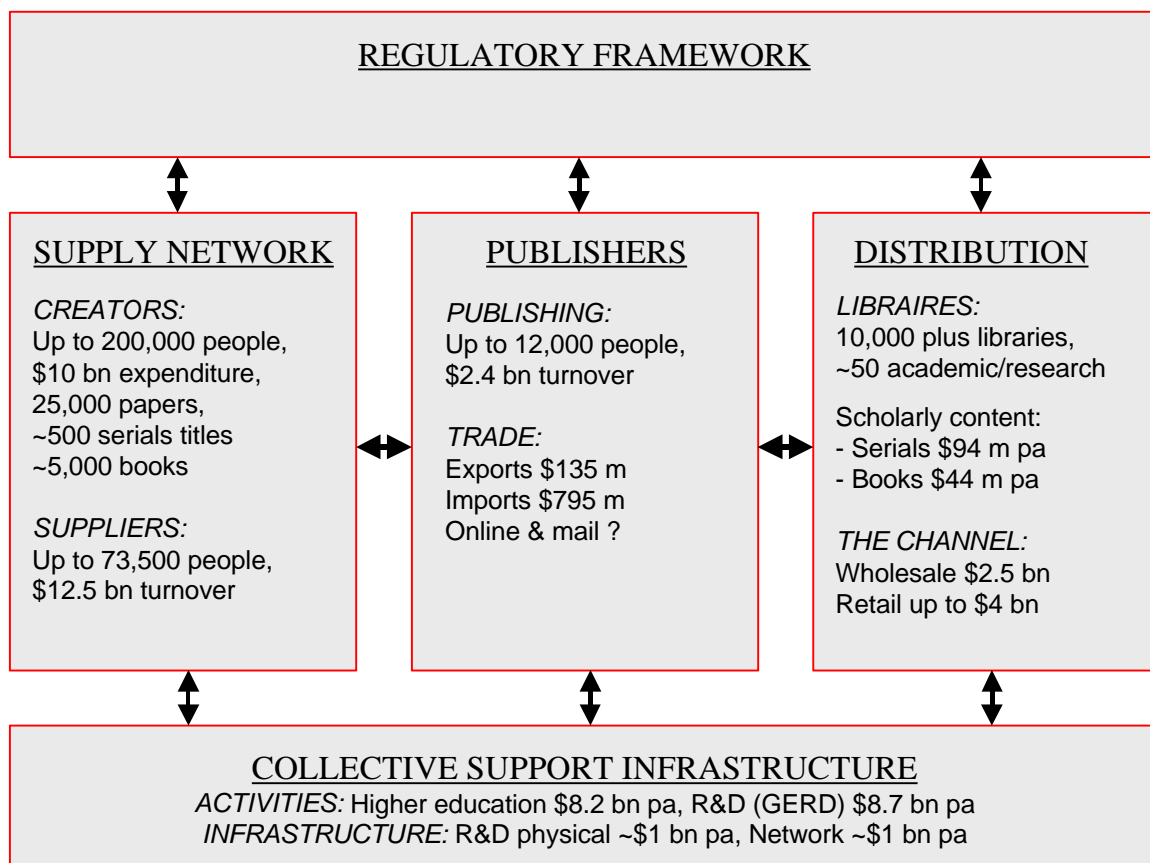 REGULATORY FRAMEWORK
SUPPLY NETWORK
CREATORS:
Up to 200,000 people,
$10 bn expenditure,
25,000 papers,
~500 serials titles
~5,000 books
SUPPLIERS:
Up to 73,500 people,
$12.5 bn turnover
PUBLISHERS
PUBLISHING:
Up to 12,000 people,
$2.4 bn turnover
TRADE:
Exports $135 m
Imports $795 m
Online & mail ?
DISTRIBUTION
LIBRAIRES:
10,000 plus libraries,
~50 academic/research
Scholarly content:
- Serials $94 m pa
- Books $44 m pa
THE CHANNEL:
Wholesale $2.5 bn
Retail up to $4 bn
COLLECTIVE SUPPORT INFRASTRUCTURE
ACTIVITIES: Higher education $8.2 bn pa, R&D (GERD) $8.7 bn pa
INFRASTRUCTURE: R&D physical ~$1 bn pa, Network ~$1 bn pa